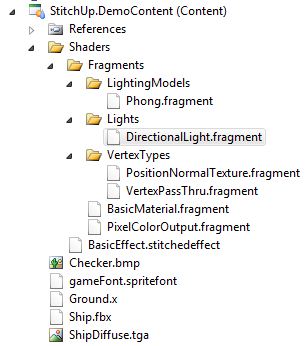 StitchUp.DemoContent (Content)
References
Shaders
Fragments
LightingModels
Phong.fragment
Lights
DirectionalLight.fragment
VertexTypes
PositionNormalTexture.fragment
VertexPassThru.fragment
BasicMaterial.fragment
PixelColorOutput.fragment
BasicEffect.stitchedeffect
Checker.bmp
gameFont.spritefont
Ground.x
Ship.fbx
ShipDiffuse.tga